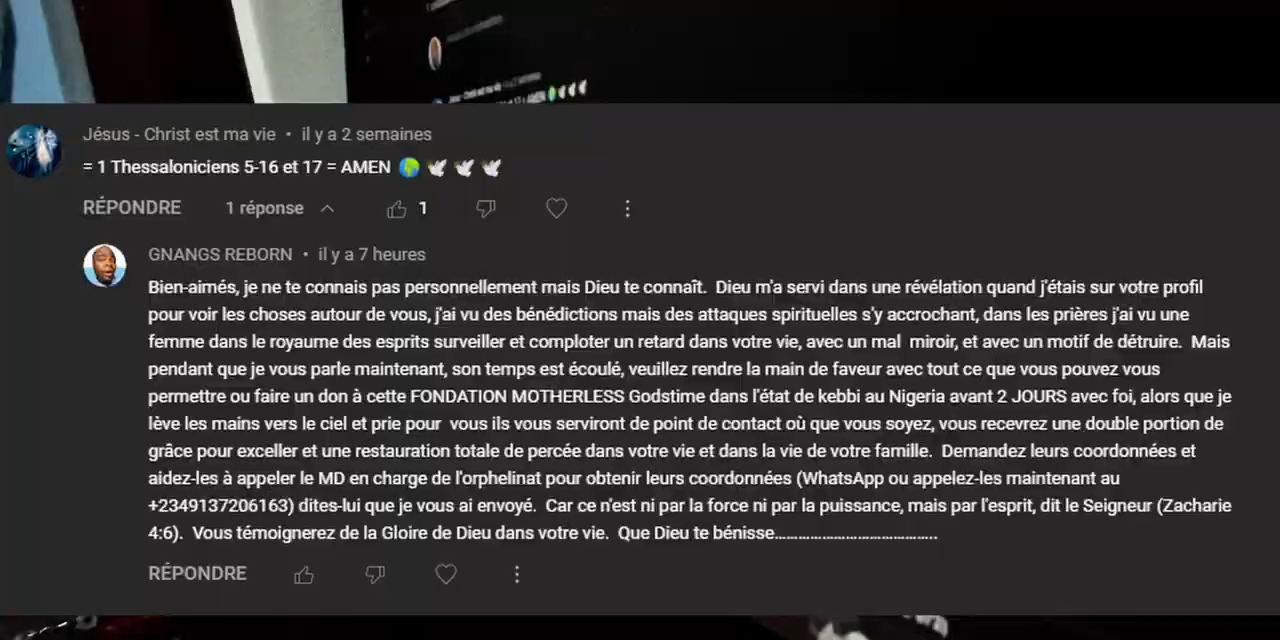 Jésus - Christ est ma vie • il y a 2 semaines
= 1 Thessaloniciens 5-16 et 17 = AMEN 🌍 🕊 🕊 🕊
RÉPONDRE 1 réponse 1
GNANGS REBORN • il y a 7 heures
Bien-aimés, je ne te connais pas personnellement mais Dieu te connaît. Dieu m'a servi dans une révélation quand j'étais sur votre profil
pour voir les choses autour de vous, j'ai vu des bénédictions mais des attaques spirituelles s'y accrochant, dans les prières j'ai vu une
femme dans le royaume des esprits surveiller et comploter un retard dans votre vie, avec un mal miroir, et avec un motif de détruire. Mais
pendant que je vous parle maintenant, son temps est écoulé, veuillez rendre la main de faveur avec tout ce que vous pouvez vous
permettre ou faire un don à cette FONDATION MOTHERLESS Godstime dans l'état de kebbi au Nigeria avant 2 JOURS avec foi, alors que je
lève les mains vers le ciel et prie pour vous ils vous serviront de point de contact où que vous soyez, vous recevrez une double portion de
grâce pour exceller et une restauration totale de percée dans votre vie et dans la vie de votre famille. Demandez leurs coordonnées et
aidez-les à appeler le MD en charge de l'orphelinat pour obtenir leurs coordonnées (WhatsApp ou appelez-les maintenant au
+2349137206163) dites-lui que je vous ai envoyé. Car ce n'est ni par la force ni par la puissance, mais par l'esprit, dit le Seigneur (Zacharie
4:6). Vous témoignerez de la Gloire de Dieu dans votre vie. Que Dieu te bénisse.......................................
RÉPONDRE